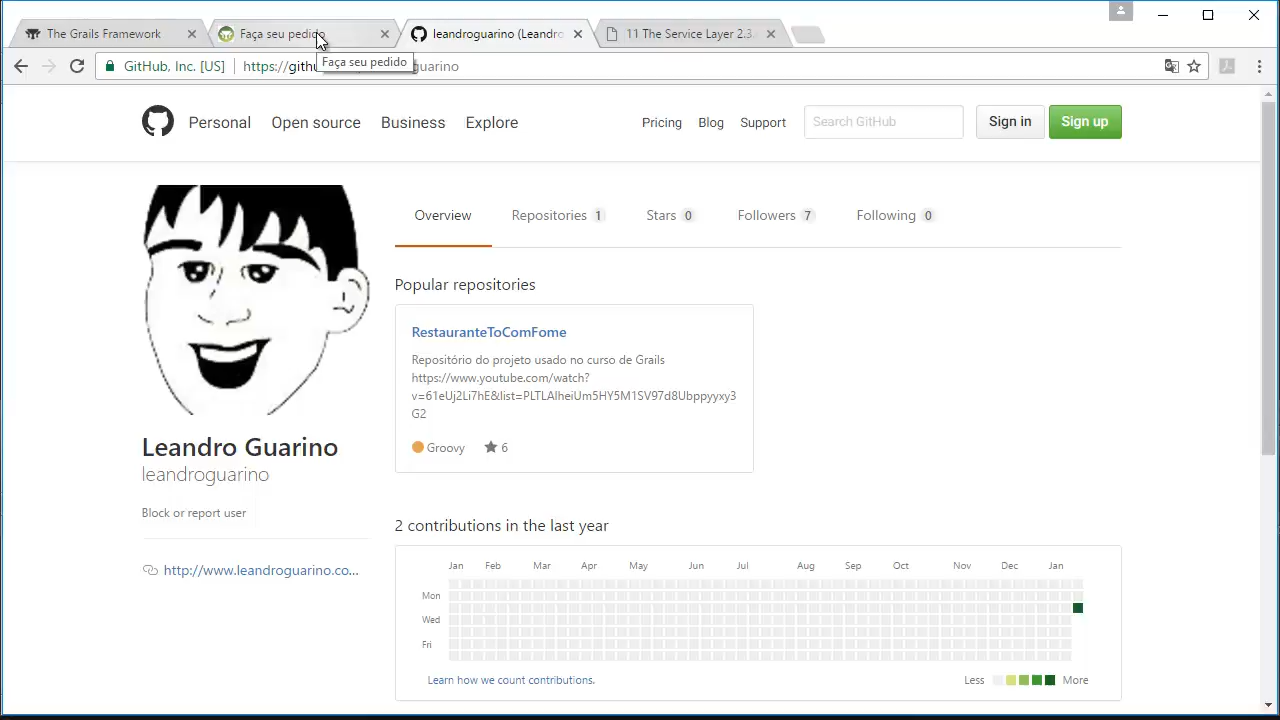 The Grails Framework
Faça seu pedido
leandroguarino (Leandro
11 The Service Layer 2.3.
Faça seu pedido
GitHub, Inc. [US]
guarino
Personal
Open source
Business
Explore
Pricing
Blog
Support
Search GitHub
Sign in
Sign up
Overview
Repositories 1
Stars 0
Followers 7
Following 0
Popular repositories
RestauranteToComFome
Repositório do projeto usado no curso de Grails
https://www.youtube.com/watch?
v=61eUj2Li7hE&list=PLTLAlheiUm5HY5M1SV97d8Ubppyyxy3
G2
Groovy
6
Leandro Guarino
leandroguarino
Block or report user
http://www.leandroguarino.co...
2 contributions in the last year
Jan Feb Mar Apr May Jun Jul Aug Sep Oct Nov Dec Jan
Mon
Wed
Fri
Learn how we count contributions.
Less
More